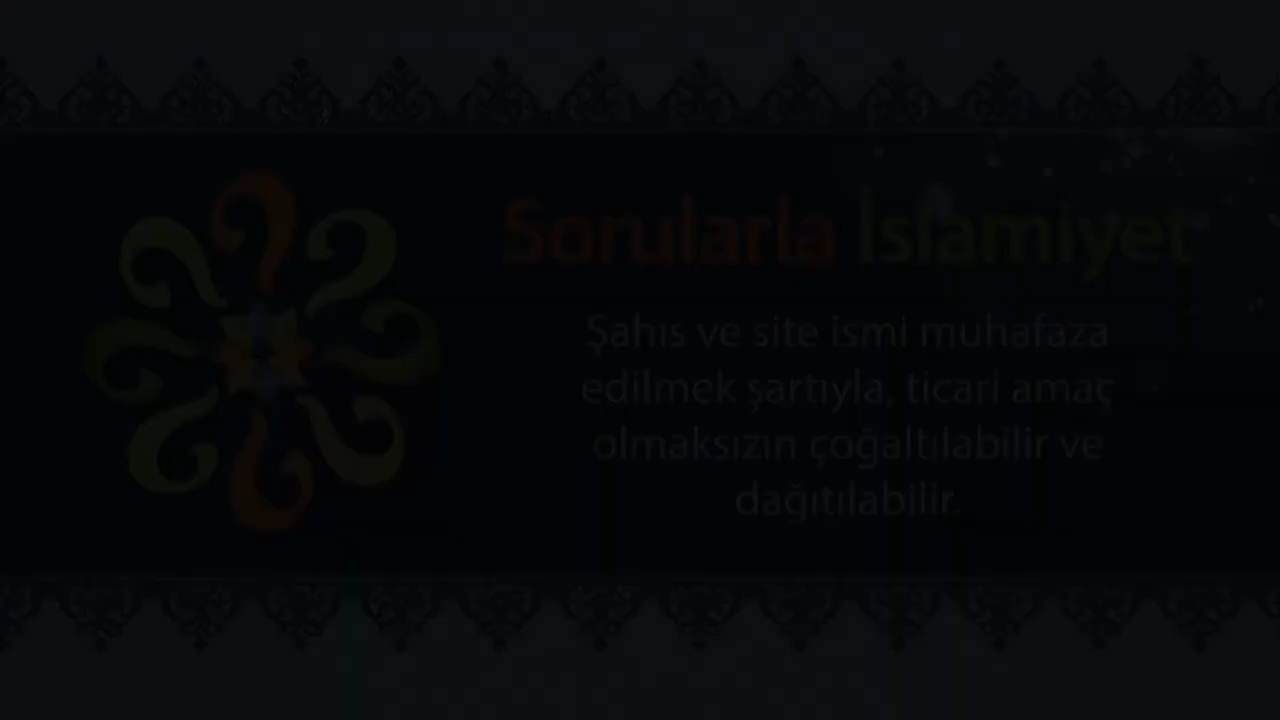 Sorularla İslamiyet
Şahıs ve site ismi muhafaza
edilmek şartıyla, ticari amaç
olmaksızın çoğaltılabilir ve
dağıtılabilir.